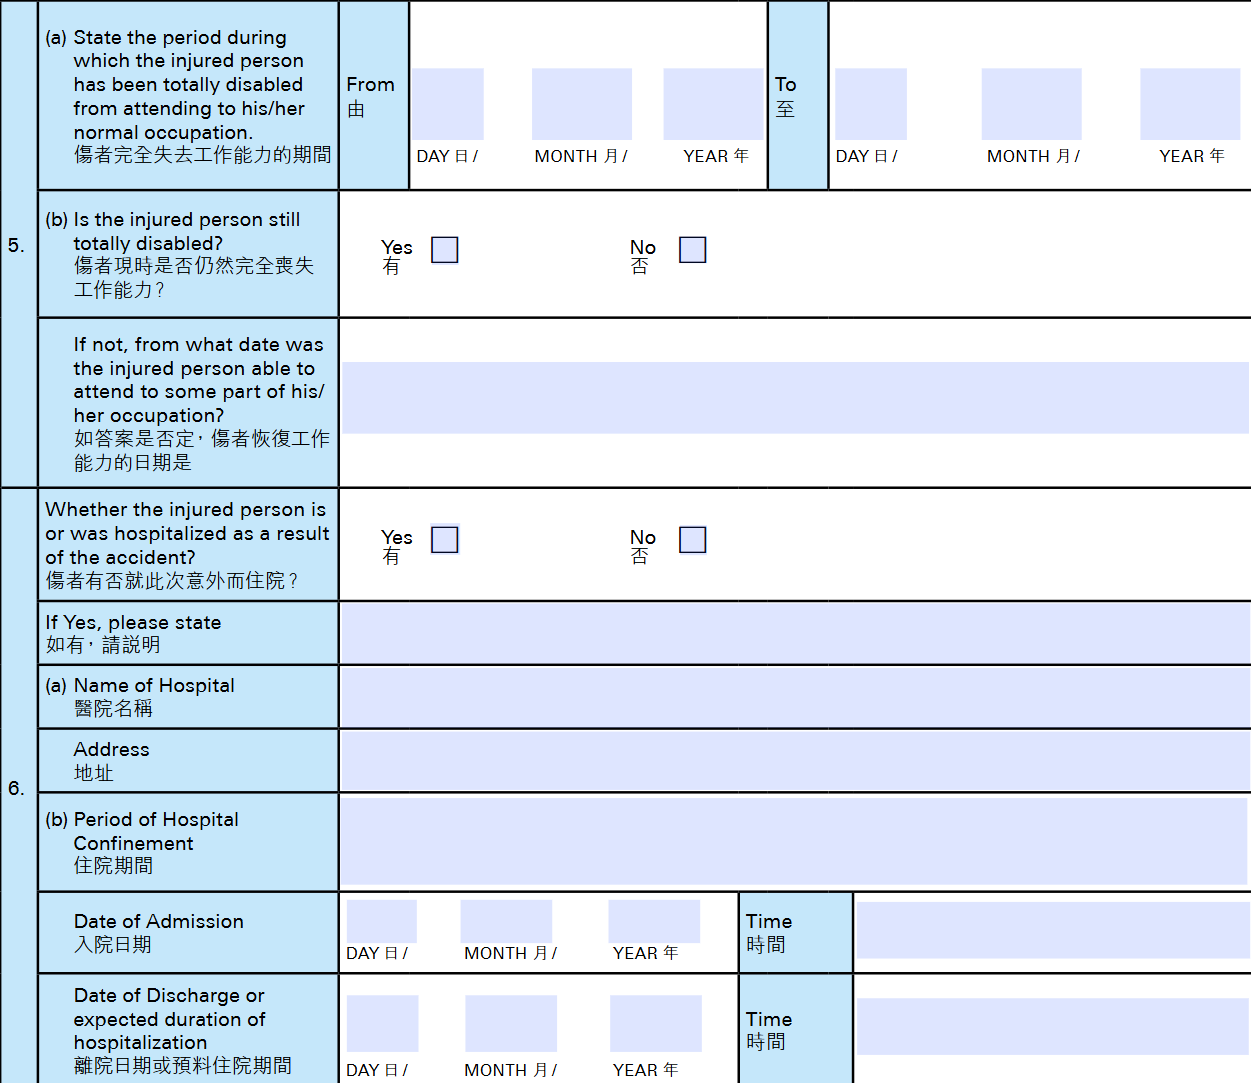 5.
(a) State the period during
which the injured person
has been totally disabled
from attending to his/her
normal occupation.
傷者完全失去工作能力的期間
From
由
DAY 日 / MONTH 月 / YEAR 年
To
至
DAY 日 / MONTH 月 / YEAR 年
(b) Is the injured person still
totally disabled?
傷者現時是否仍然完全喪失
工作能力？
Yes
有
No
否
If not, from what date was
the injured person able to
attend to some part of his/
her occupation?
如答案是否定，傷者恢復工作
能力的日期是
6.
Whether the injured person is
or was hospitalized as a result
of the accident?
傷者有否就此次意外而住院？
Yes
有
No
否
If Yes, please state
如有，請説明
(a) Name of Hospital
醫院名稱
Address
地址
(b) Period of Hospital
Confinement
住院期間
Date of Admission
入院日期
DAY 日 / MONTH 月 / YEAR 年
Time
時間
Date of Discharge or
expected duration of
hospitalization
離院日期或預料住院期間
DAY 日 / MONTH 月 / YEAR 年
Time
時間